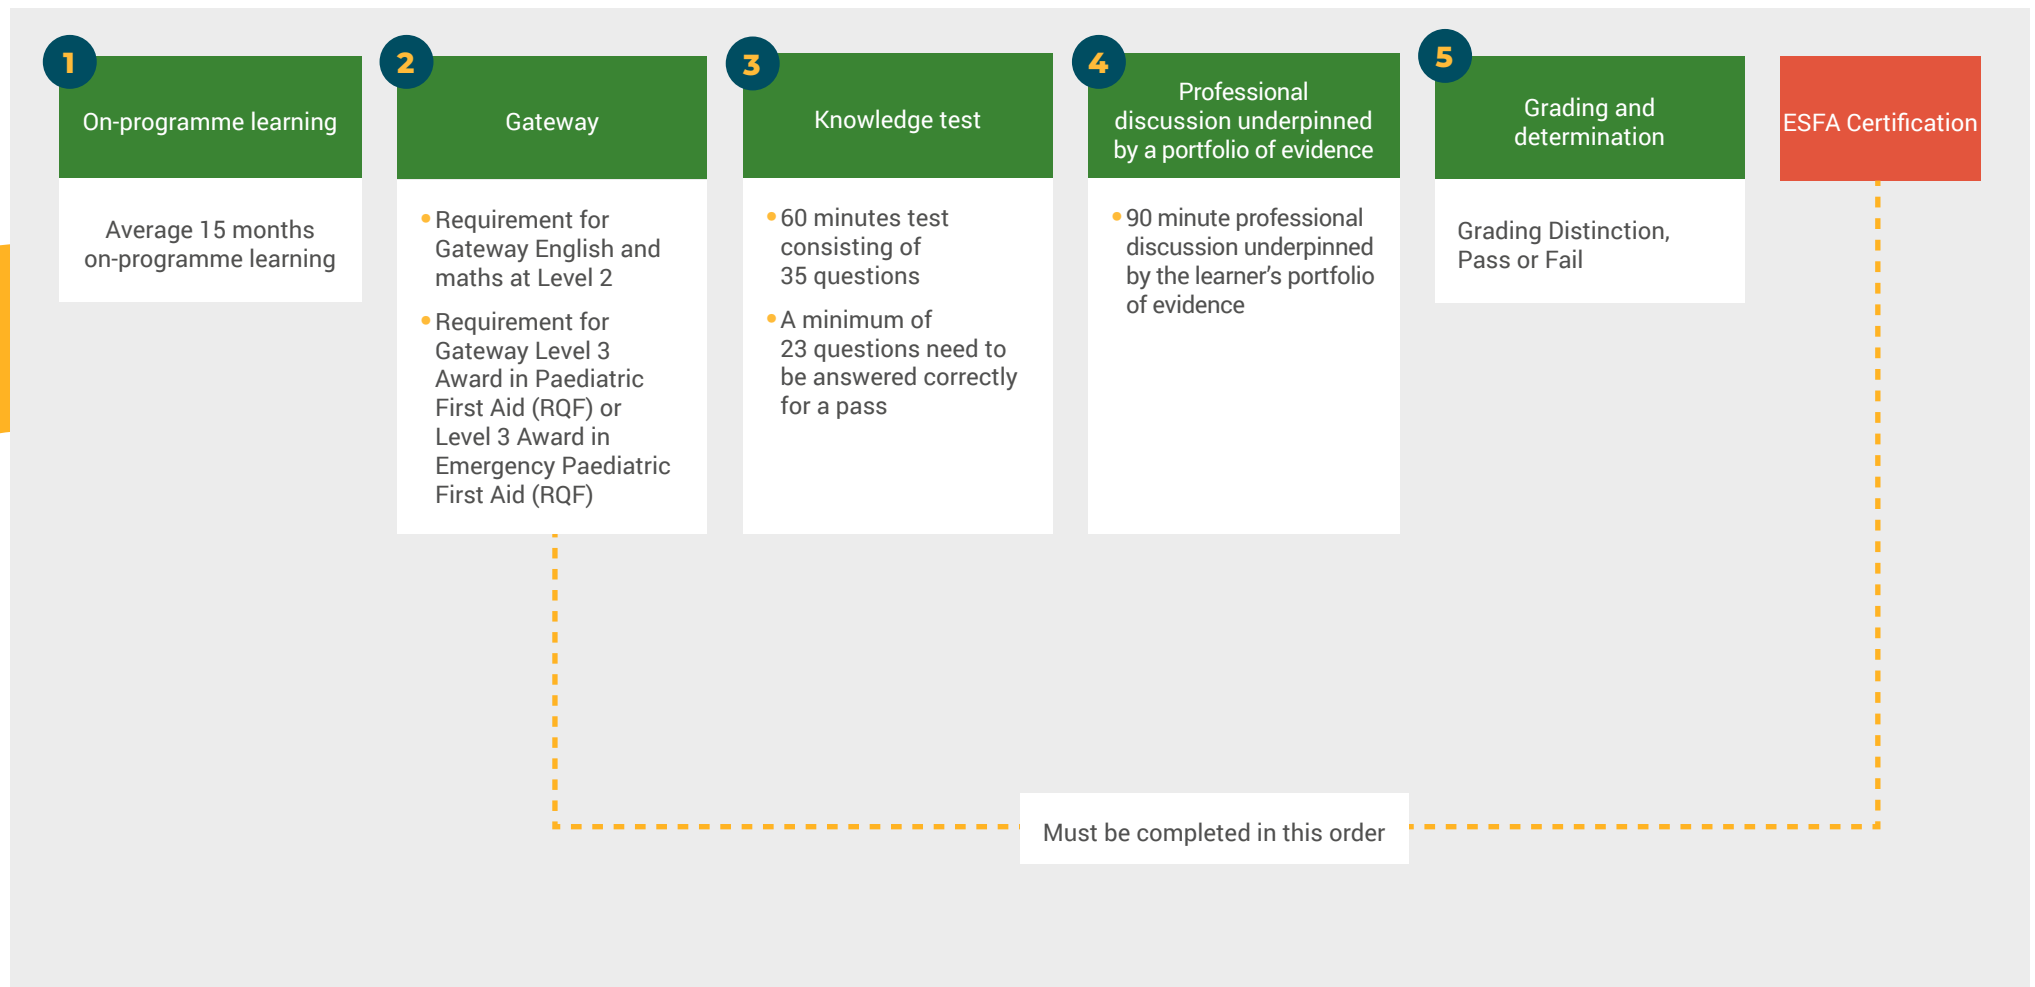 1
On-programme learning
Average 15 months
on-programme learning
2
Gateway
•Requirement for
Gateway English and
maths at Level 2
•Requirement for
Gateway Level 3
Award in Paediatric
First Aid (RQF) or
Level 3 Award in
Emergency Paediatric
First Aid (RQF)
3
Knowledge test
•60 minutes test
consisting of
35 questions
•A minimum of
23 questions need to
be answered correctly
for a pass
4
Professional
discussion underpinned
by a portfolio of evidence
•90 minute professional
discussion underpinned
by the learner’s portfolio
of evidence
5
Grading and
determination
Grading Distinction,
Pass or Fail
ESFA Certification
Must be completed in this order